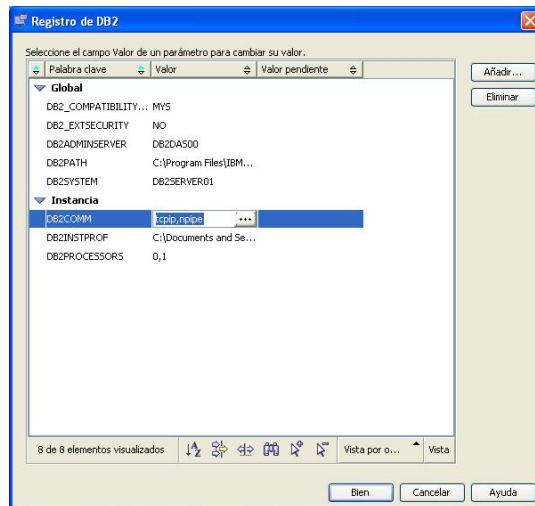 Registro de DB2
Seleccione el campo Valor de un parámetro para cambiar su valor.
Palabra clave Valor Valor pendiente
Añadir...
Global
Eliminar
DB2_COMPATIBILITY... MYS
DB2_EXTSECURITY NO
DB2ADMINSERVER DB2DAS00
DB2PATH C:\Program Files\IBM...
DB2SYSTEM DB2SERVER01
Instancia
DB2COMM tcpip,npipe ...
DB2INSTPROF C:\Documents and Se...
DB2PROCESSORS 0,1
8 de 8 elementos visualizados Vista por o... Vista
Bien Cancelar Ayuda